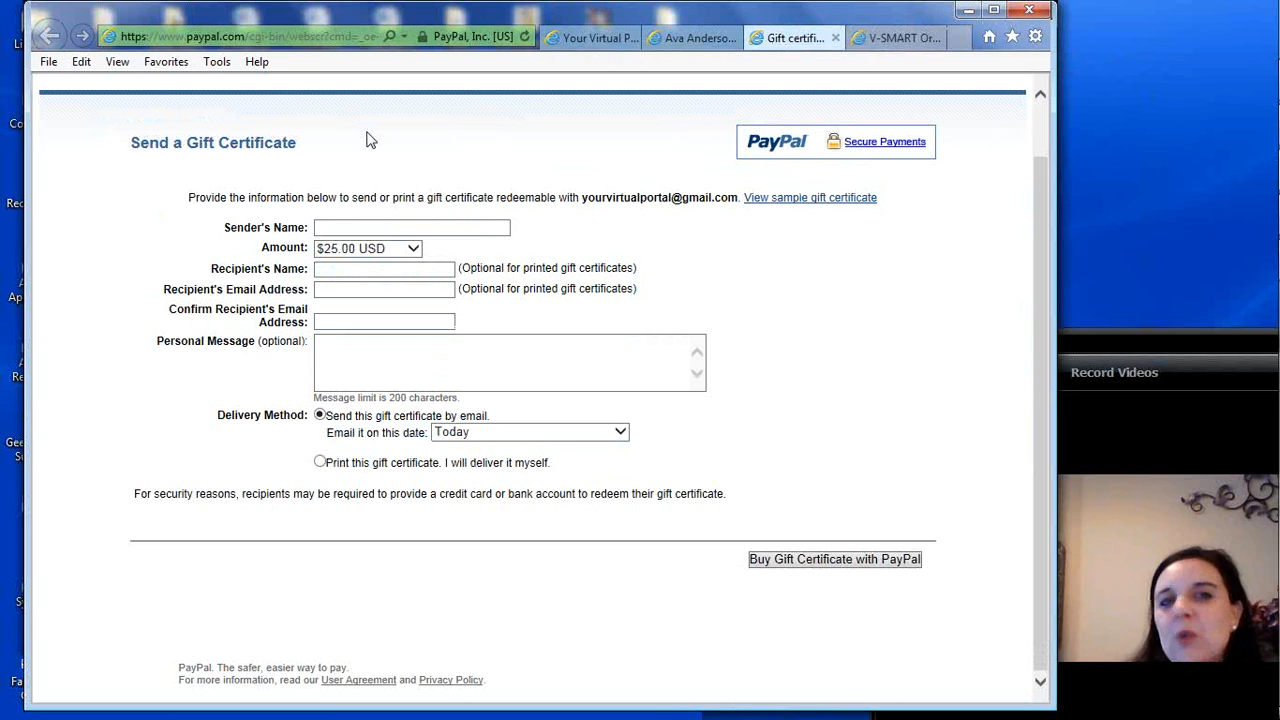 https://www.paypal.com/cgi-bin/webscr?cmd=_oe- PayPal, Inc. [US] Your Virtual P... Ava Anderso... Gift certifi... V-SMART Or...
File Edit View Favorites Tools Help
Send a Gift Certificate
PayPal Secure Payments
Provide the information below to send or print a gift certificate redeemable with yourvirtualportal@gmail.com. View sample gift certificate
Sender's Name:
Amount: $25.00 USD
Recipient's Name: (Optional for printed gift certificates)
Recipient's Email Address: (Optional for printed gift certificates)
Confirm Recipient's Email
Address:
Personal Message (optional):
Message limit is 200 characters.
Delivery Method: Send this gift certificate by email.
Email it on this date: Today
Print this gift certificate. I will deliver it myself.
For security reasons, recipients may be required to provide a credit card or bank account to redeem their gift certificate.
Buy Gift Certificate with PayPal
PayPal. The safer, easier way to pay.
For more information, read our User Agreement and Privacy Policy.
Record Videos